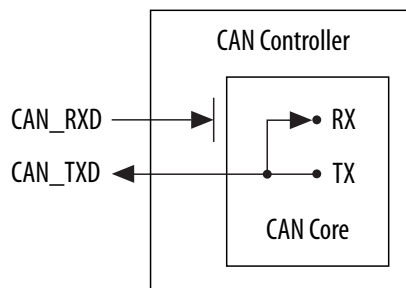 CAN Controller
CAN_RXD
RX
CAN_TXD
TX
CAN Core